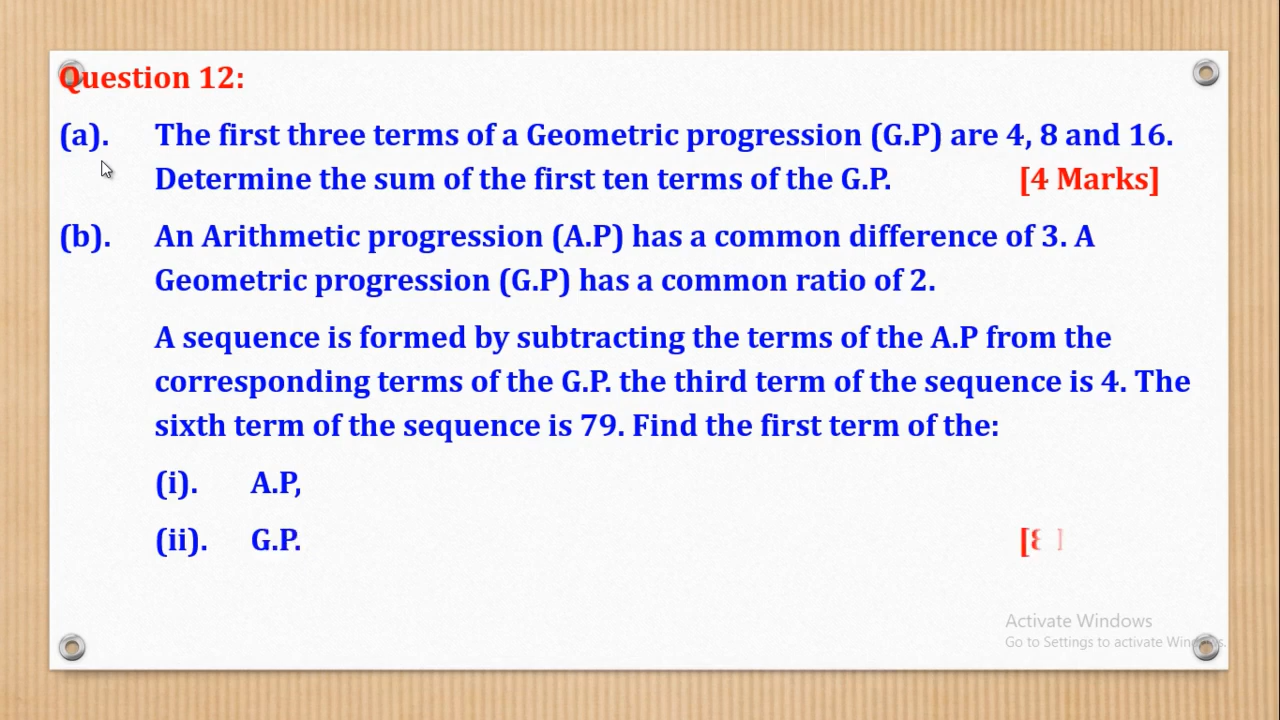 Question 12:
(a). The first three terms of a Geometric progression (G.P) are 4, 8 and 16.
Determine the sum of the first ten terms of the G.P. [4 Marks]
(b). An Arithmetic progression (A.P) has a common difference of 3. A
Geometric progression (G.P) has a common ratio of 2.
A sequence is formed by subtracting the terms of the A.P from the
corresponding terms of the G.P. the third term of the sequence is 4. The
sixth term of the sequence is 79. Find the first term of the:
(i). A.P,
(ii). G.P.
Activate Windows
Go to Settings to activate Windows.